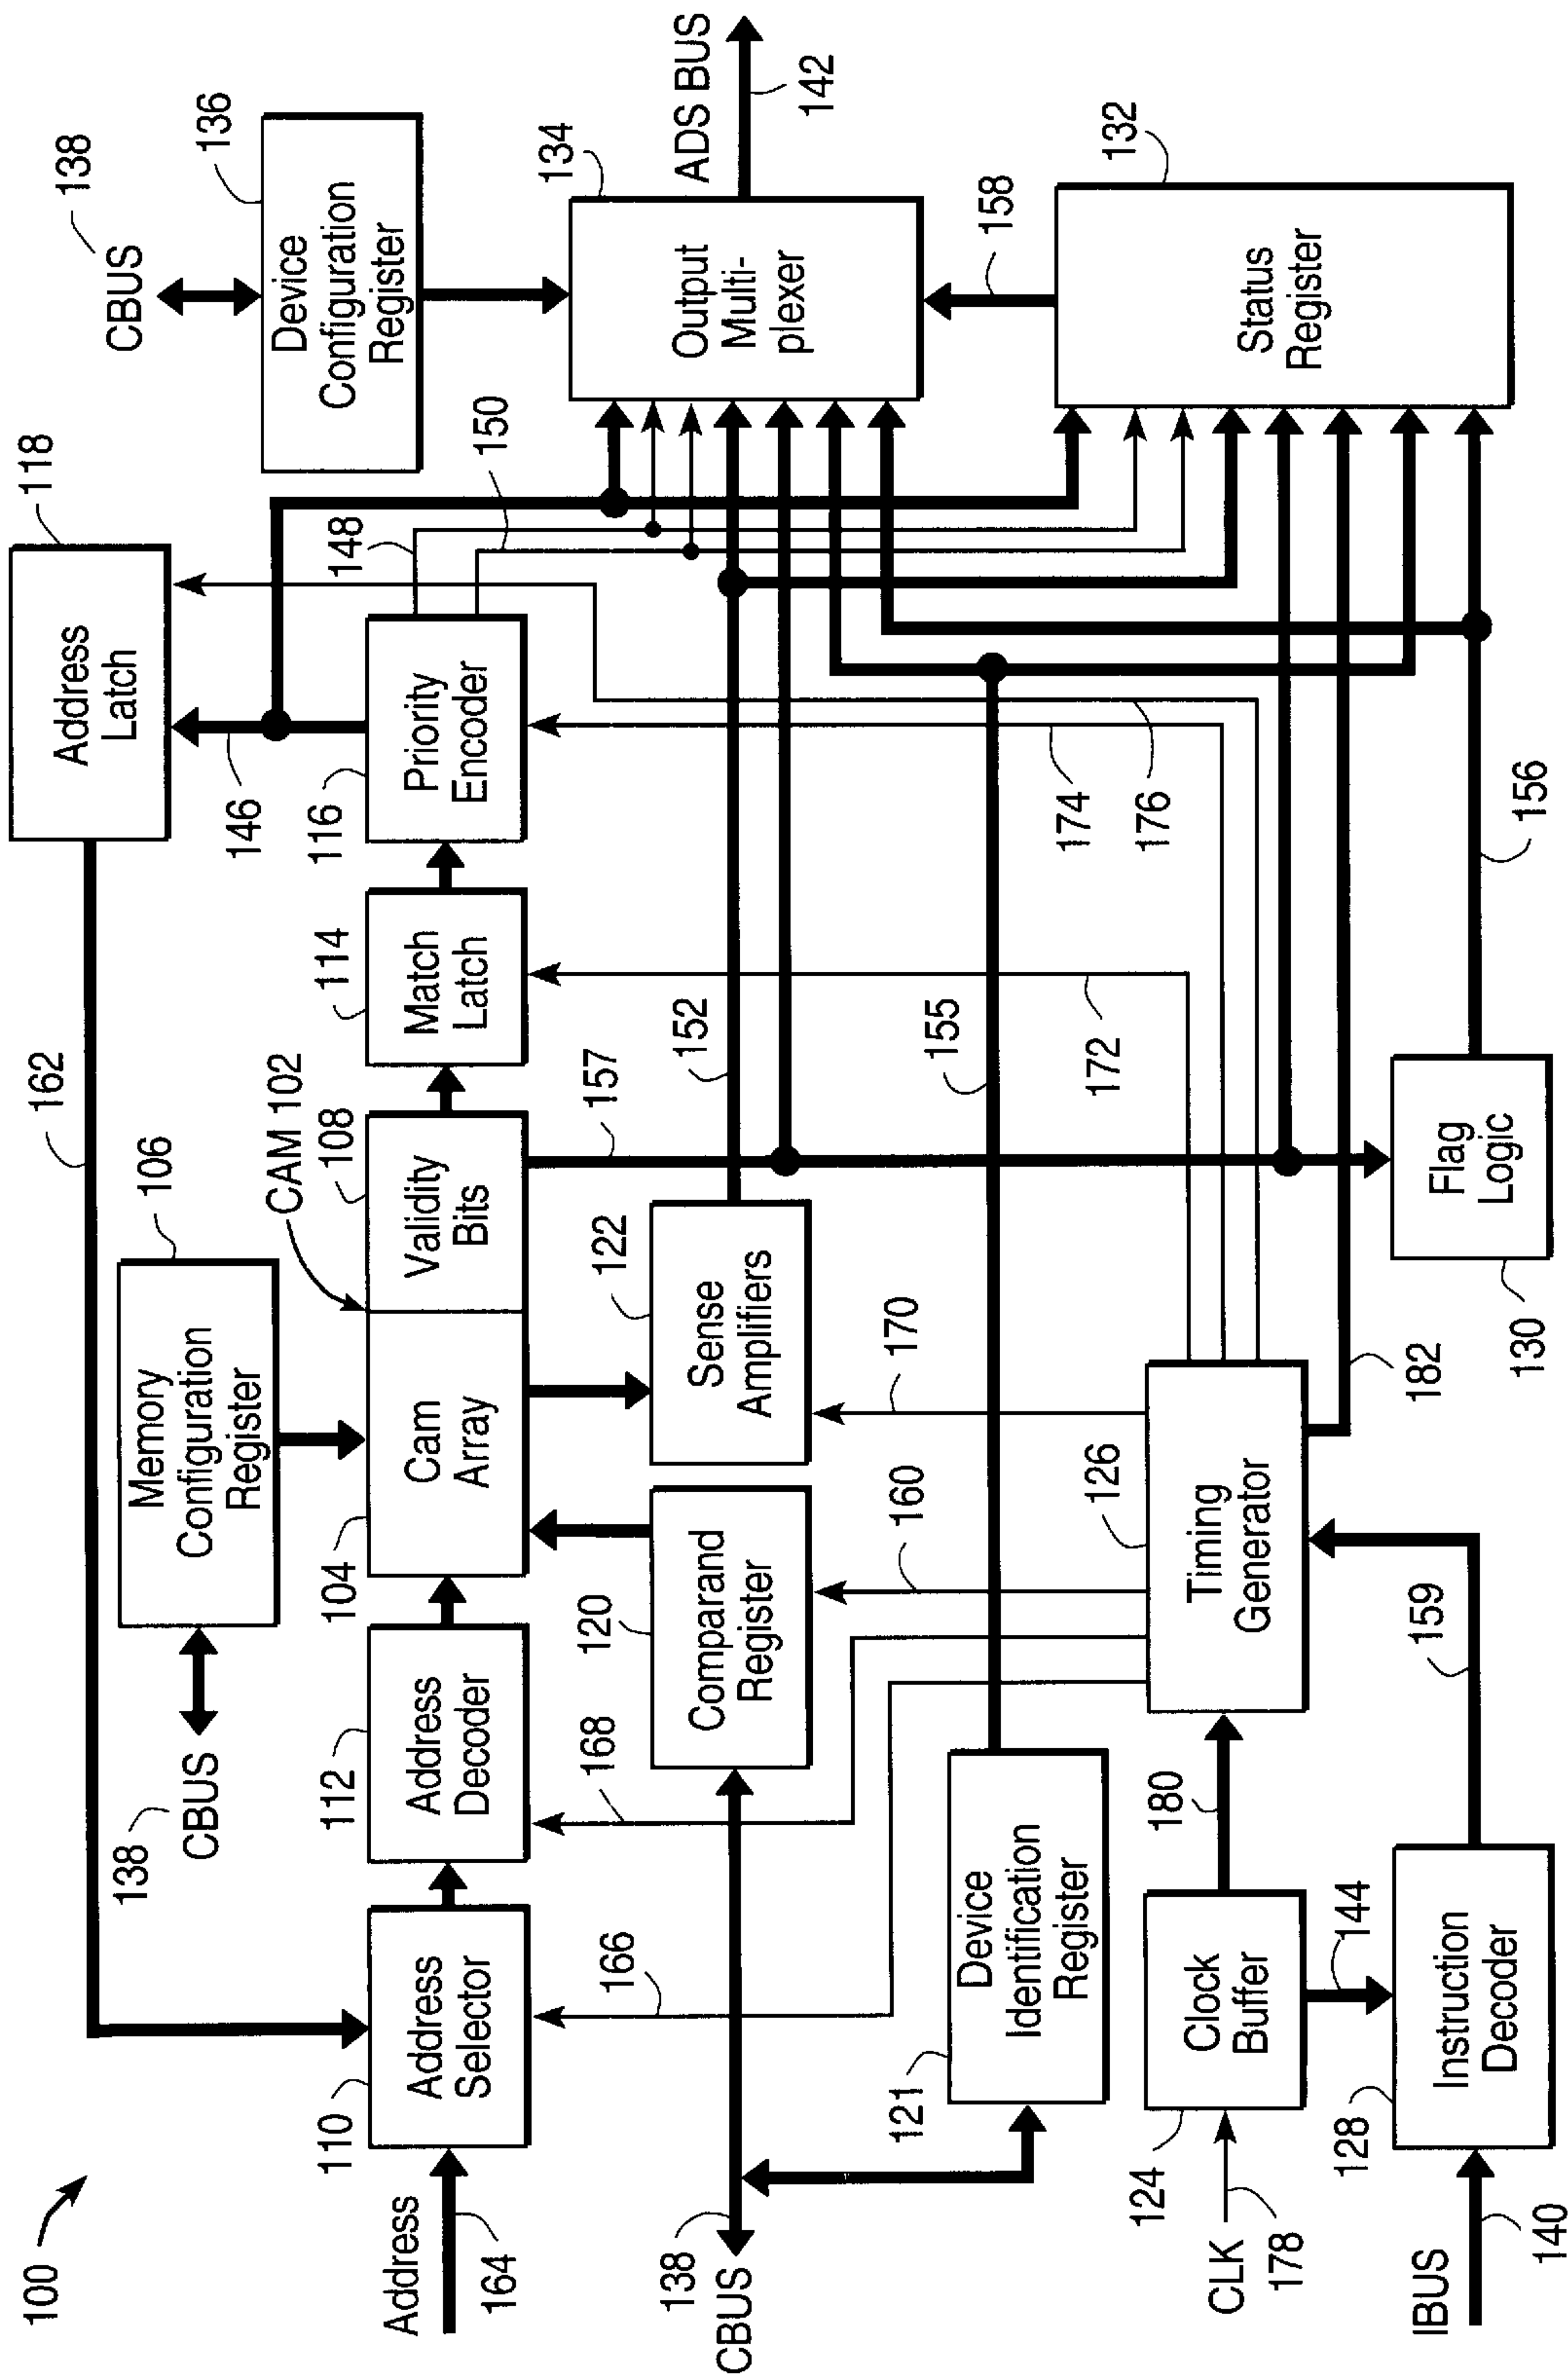 100
162
118
Address
Latch
138
CBUS
136
Device
Configuration
Register
106
Memory
Configuration
Register
138
CBUS
CAM 102
146
148
150
110
Address
Selector
112
Address
Decoder
104
Cam
Array
108
Validity
Bits
114
Match
Latch
116
Priority
Encoder
134
Output
Multi-
plexer
ADS BUS
142
Address
164
166
168
120
Comparand
Register
122
Sense
Amplifiers
157
152
138
CBUS
160
170
155
172
174
176
158
121
Device
Identification
Register
124
Clock
Buffer
CLK
178
180
126
Timing
Generator
132
Status
Register
144
182
IBUS
140
128
Instruction
Decoder
159
130
Flag
Logic
156